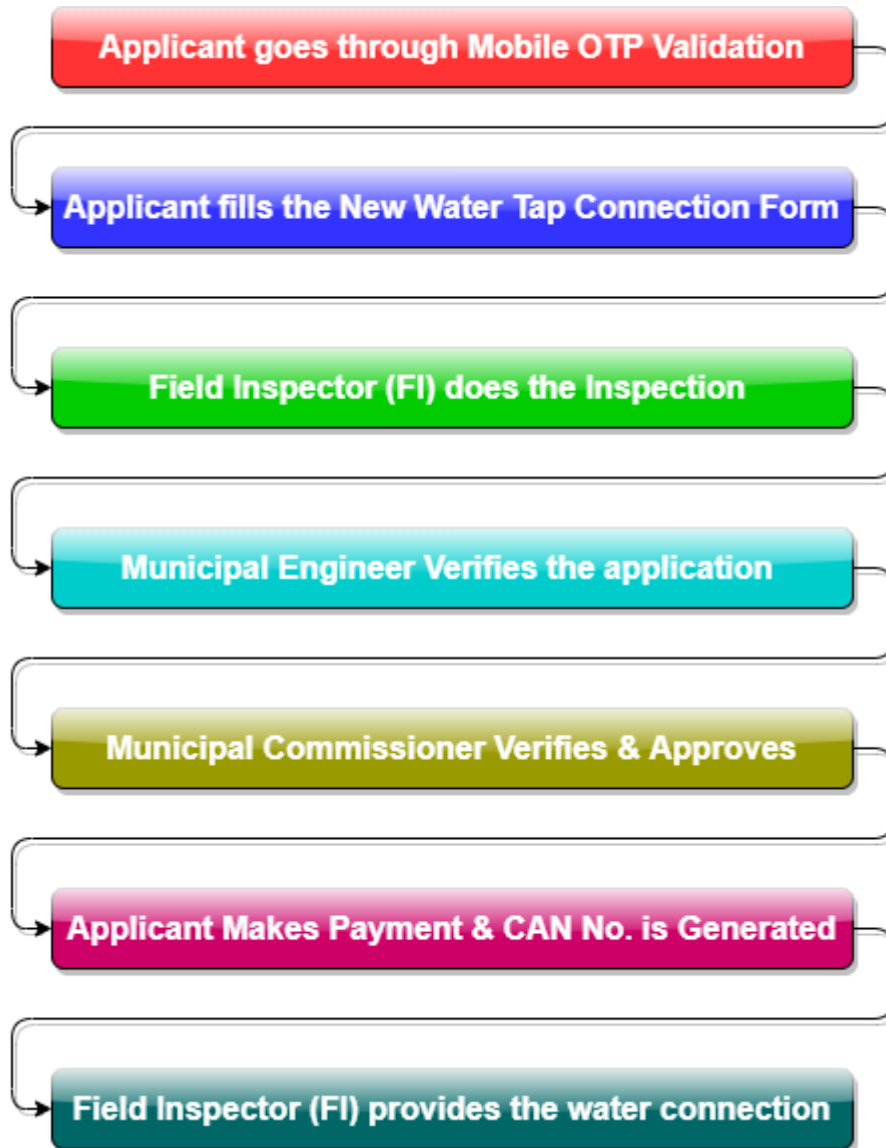 Applicant goes through Mobile OTP Validation
Applicant fills the New Water Tap Connection Form
Field Inspector (FI) does the Inspection
Municipal Engineer Verifies the application
Municipal Commissioner Verifies & Approves
Applicant Makes Payment & CAN No. is Generated
Field Inspector (FI) provides the water connection